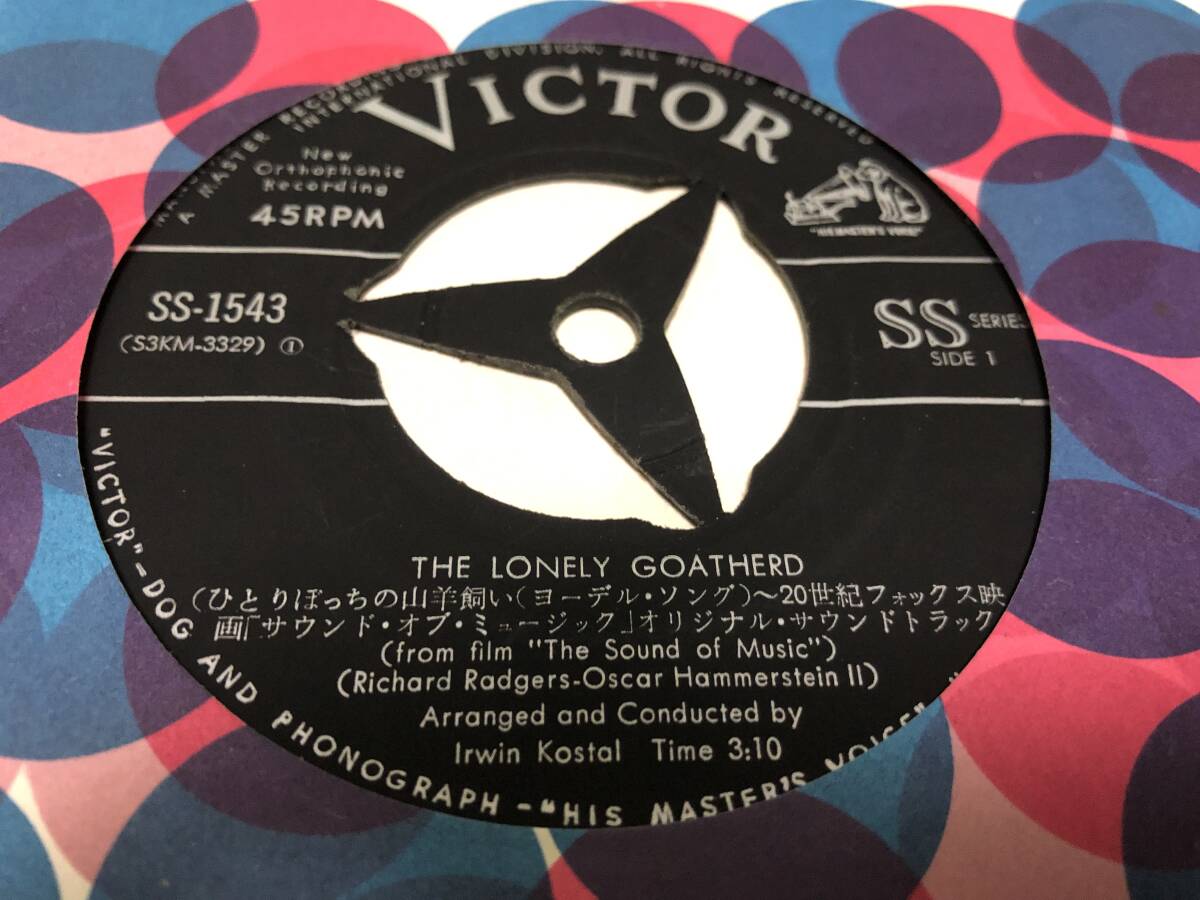 INTERNATIONAL DIVISION. ALL RIGHTS RESERVED
A MASTER
VICTOR
New
Orthophonic
Recording
45RPM
"HIS MASTER'S VOICE"
SS-1543
(S3KM-3329) ①
SS SERIES
SIDE 1
THE LONELY GOATHERD
(ひとりぼっちの山羊飼い(ヨーデル・ソング)〜20世紀フォックス映
画「サウンド・オブ・ミュージック」オリジナル・サウンドトラック
(from film "The Sound of Music")
(Richard Radgers-Oscar Hammerstein II)
Arranged and Conducted by
Irwin Kostal Time 3:10
"VICTOR"–DOG AND PHONOGRAPH –"HIS MASTER'S VOICE"